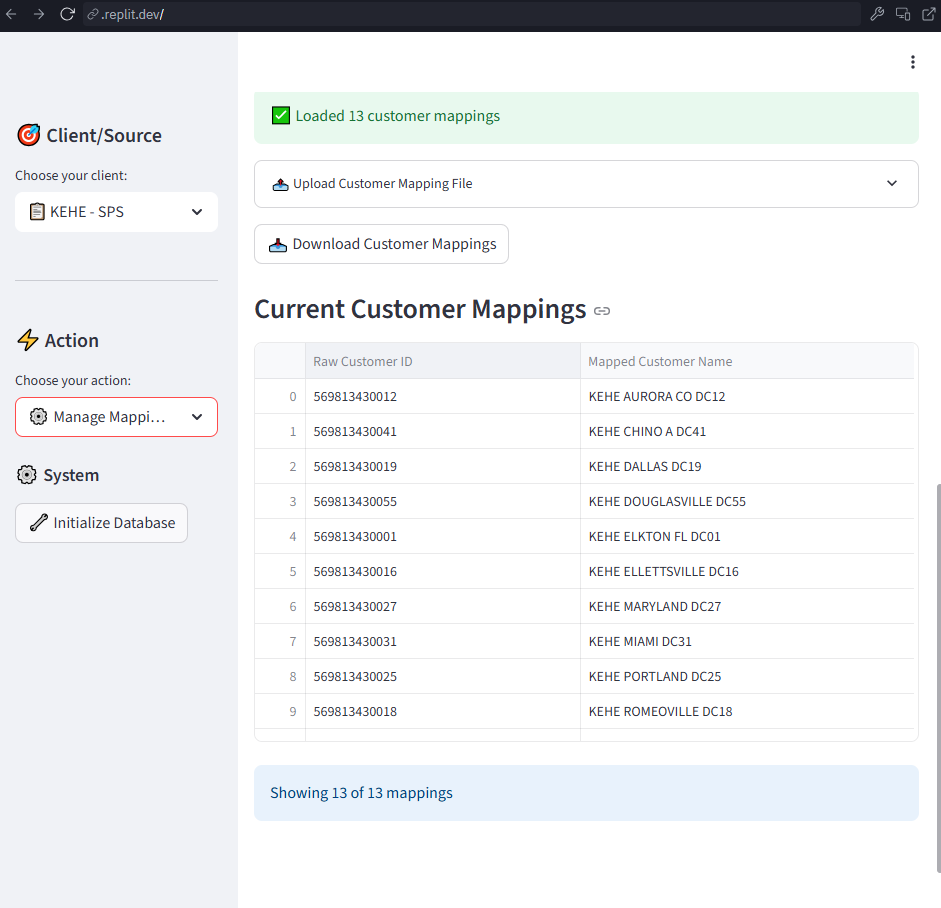 .replit.dev/
Client/Source
Choose your client:
KEHE - SPS
Action
Choose your action:
Manage Mappi...
System
Initialize Database
Loaded 13 customer mappings
Upload Customer Mapping File
Download Customer Mappings
Current Customer Mappings
Raw Customer ID Mapped Customer Name
0 569813430012 KEHE AURORA CO DC12
1 569813430041 KEHE CHINO A DC41
2 569813430019 KEHE DALLAS DC19
3 569813430055 KEHE DOUGLASVILLE DC55
4 569813430001 KEHE ELKTON FL DC01
5 569813430016 KEHE ELLETTSVILLE DC16
6 569813430027 KEHE MARYLAND DC27
7 569813430031 KEHE MIAMI DC31
8 569813430025 KEHE PORTLAND DC25
9 569813430018 KEHE ROMEOVILLE DC18
Showing 13 of 13 mappings